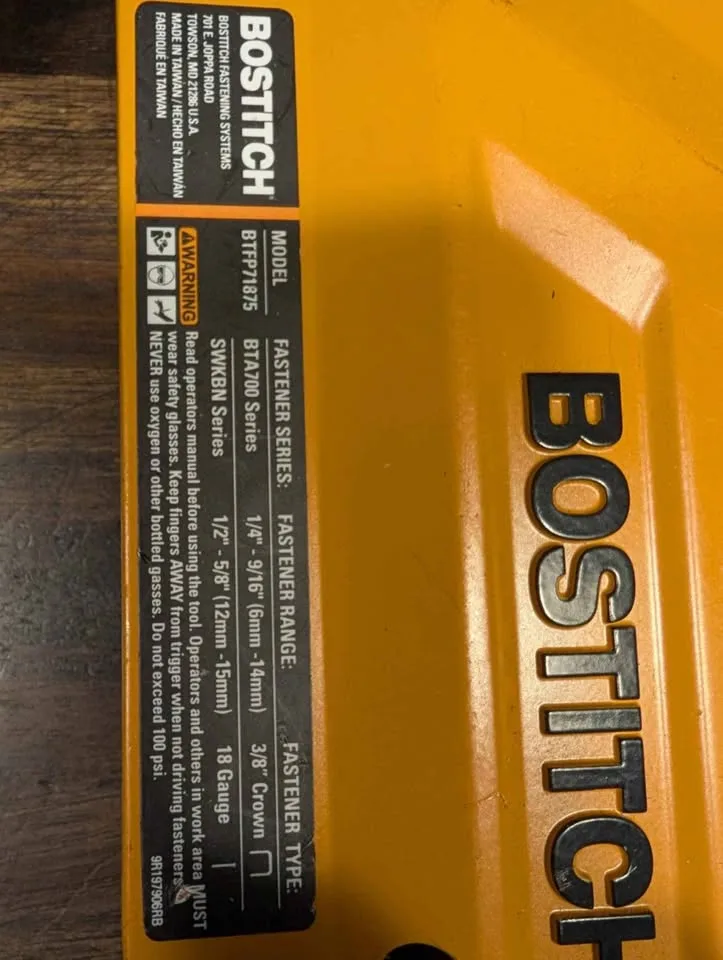 BOSTITCH
BOSTITCH FASTENING SYSTEMS
701 E. JOPPA ROAD
TOWSON, MD 21286 U.S.A.
MADE IN TAIWAN / HECHO EN TAIWÁN
FABRIQUÉ EN TAIWAN
MODEL FASTENER SERIES: FASTENER RANGE: FASTENER TYPE:
BTFP71875 BTA700 Series 1/4" - 9/16" (6mm -14mm) 3/8" Crown
SWKBN Series 1/2" - 5/8" (12mm -15mm) 18 Gauge
WARNING Read operators manual before using the tool. Operators and others in work area MUST
wear safety glasses. Keep fingers AWAY from trigger when not driving fasteners.
NEVER use oxygen or other bottled gasses. Do not exceed 100 psi.
9R197906RB
BOSTITCH